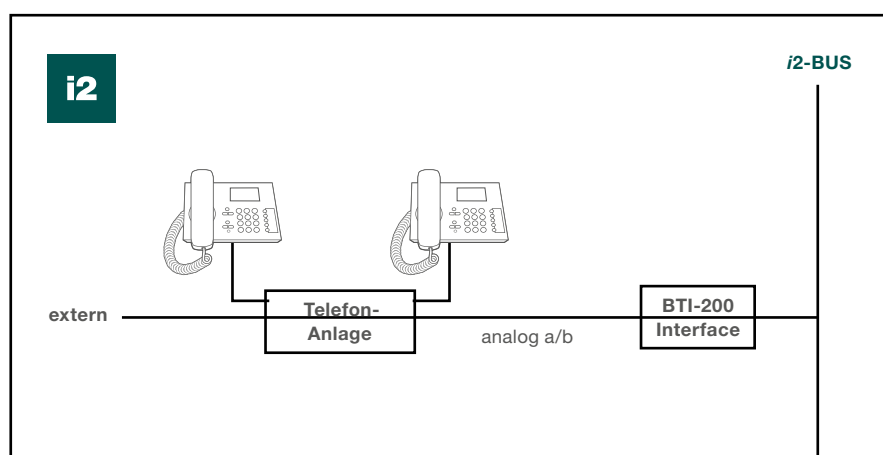 i2-BUS
i2
extern
Telefon-
Anlage
analog a/b
BTI-200
Interface